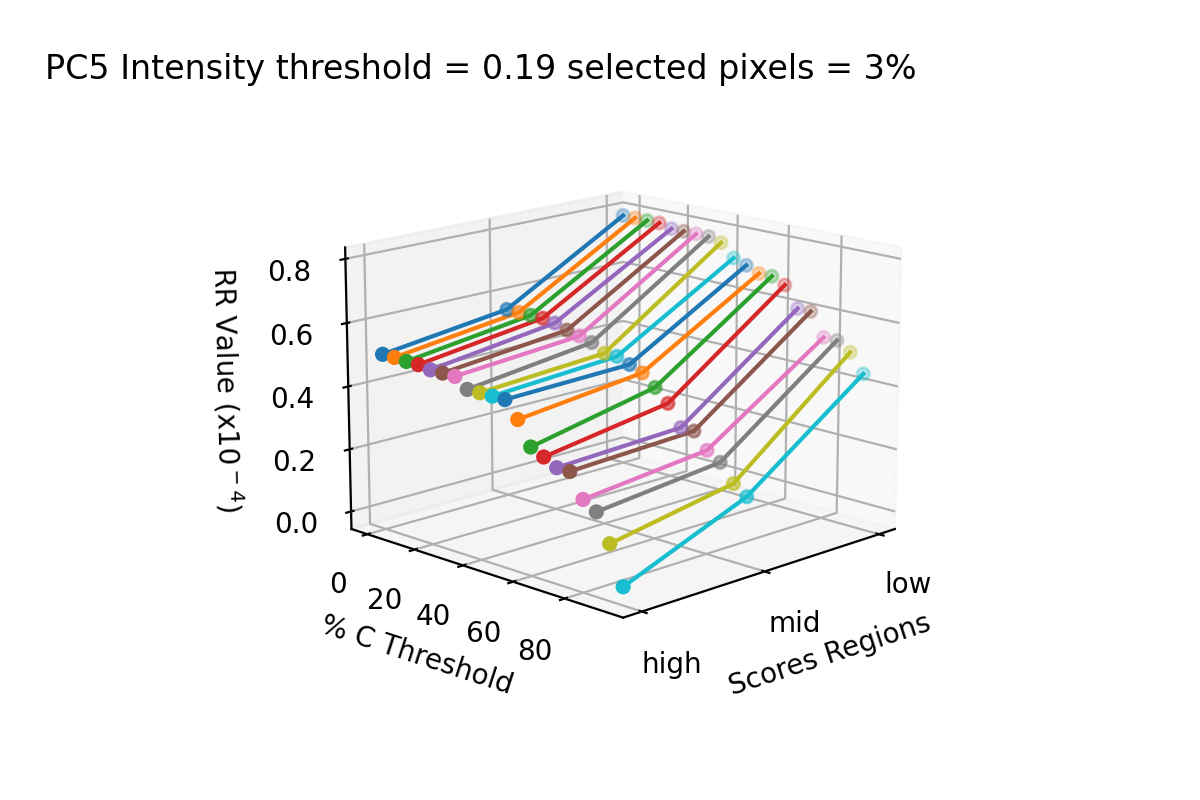 PC5 Intensity threshold = 0.19 selected pixels = 3%
RR Value (x10⁻⁴)
0.8
0.6
0.4
0.2
0.0
0
20
40
60
80
% C Threshold
high
mid
low
Scores Regions